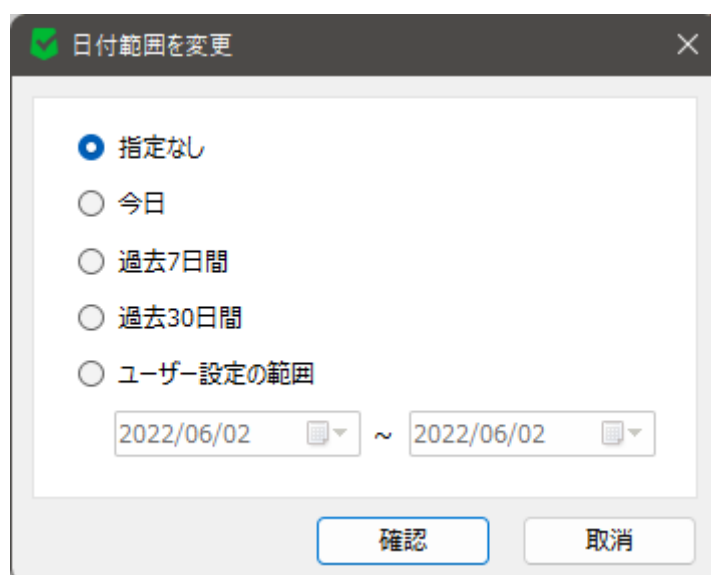 日付範囲を変更
指定なし
今日
過去7日間
過去30日間
ユーザー設定の範囲
2022/06/02 ~ 2022/06/02
確認 取消